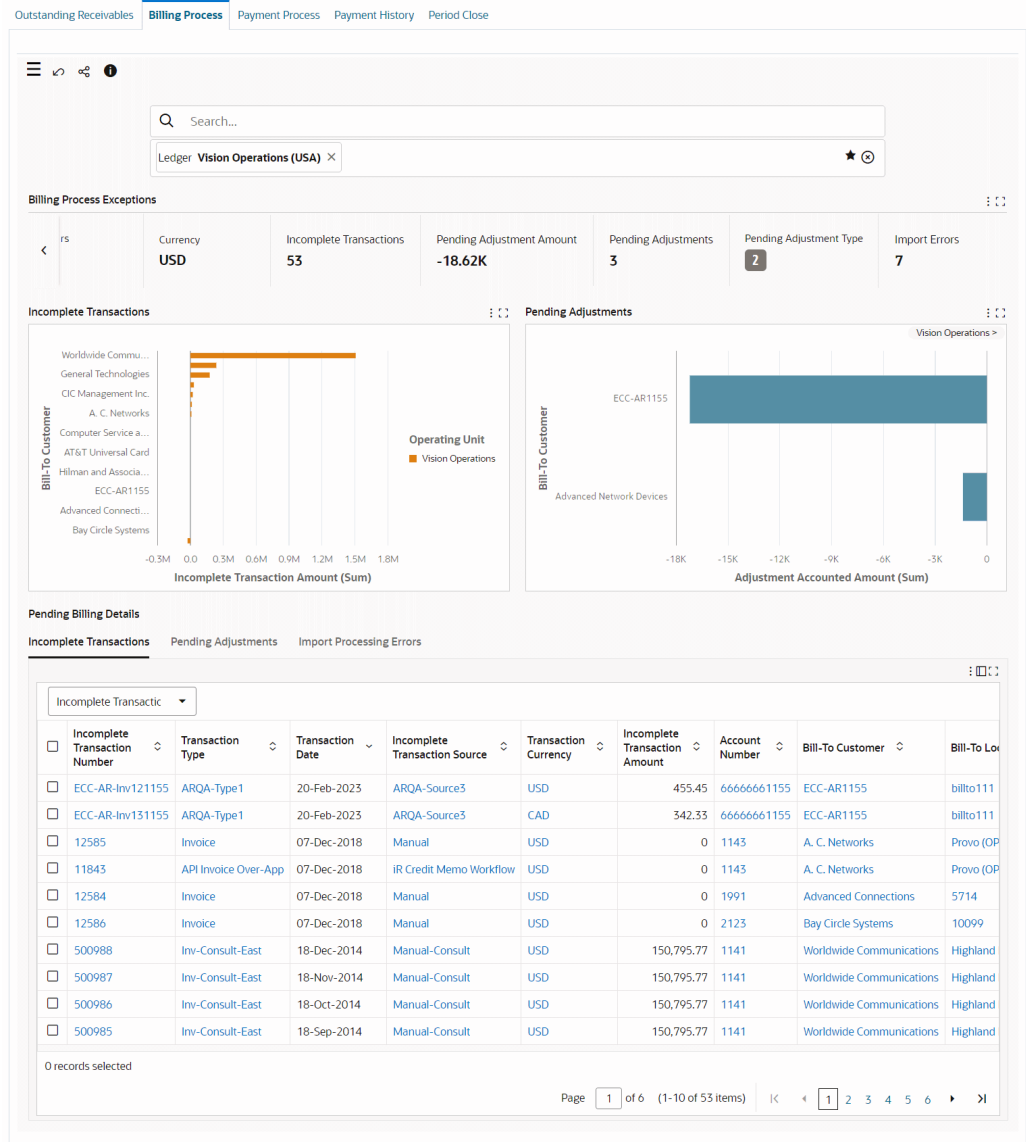 Outstanding Receivables Billing Process Payment Process Payment History Period Close
Search...
Ledger Vision Operations (USA)
Billing Process Exceptions
rs Currency Incomplete Transactions Pending Adjustment Amount Pending Adjustments Pending Adjustment Type Import Errors
USD 53 -18.62K 3 2 7
Incomplete Transactions
Bill-To Customer
Worldwide Commu...
General Technologies
CIC Management Inc.
A. C. Networks
Computer Service a...
AT&T Universal Card
Hilman and Associa...
ECC-AR1155
Advanced Connecti...
Bay Circle Systems
-0.3M 0.0 0.3M 0.6M 0.9M 1.2M 1.5M 1.8M
Incomplete Transaction Amount (Sum)
Operating Unit
Vision Operations
Pending Adjustments
Vision Operations >
Bill-To Customer
ECC-AR1155
Advanced Network Devices
-18K -15K -12K -9K -6K -3K 0
Adjustment Accounted Amount (Sum)
Pending Billing Details
Incomplete Transactions Pending Adjustments Import Processing Errors
Incomplete Transactic
Incomplete Transaction Number Transaction Type Transaction Date Incomplete Transaction Source Transaction Currency Incomplete Transaction Amount Account Number Bill-To Customer Bill-To Loc
ECC-AR-Inv121155 ARQA-Type1 20-Feb-2023 ARQA-Source3 USD 455.45 66666661155 ECC-AR1155 billto111
ECC-AR-Inv131155 ARQA-Type1 20-Feb-2023 ARQA-Source3 CAD 342.33 66666661155 ECC-AR1155 billto111
12585 Invoice 07-Dec-2018 Manual USD 0 1143 A. C. Networks Provo (OP
11843 API Invoice Over-App 07-Dec-2018 iR Credit Memo Workflow USD 0 1143 A. C. Networks Provo (OP
12584 Invoice 07-Dec-2018 Manual USD 0 1991 Advanced Connections 5714
12586 Invoice 07-Dec-2018 Manual USD 0 2123 Bay Circle Systems 10099
500988 Inv-Consult-East 18-Dec-2014 Manual-Consult USD 150,795.77 1141 Worldwide Communications Highland
500987 Inv-Consult-East 18-Nov-2014 Manual-Consult USD 150,795.77 1141 Worldwide Communications Highland
500986 Inv-Consult-East 18-Oct-2014 Manual-Consult USD 150,795.77 1141 Worldwide Communications Highland
500985 Inv-Consult-East 18-Sep-2014 Manual-Consult USD 150,795.77 1141 Worldwide Communications Highland
0 records selected
Page 1 of 6 (1-10 of 53 items) 1 2 3 4 5 6